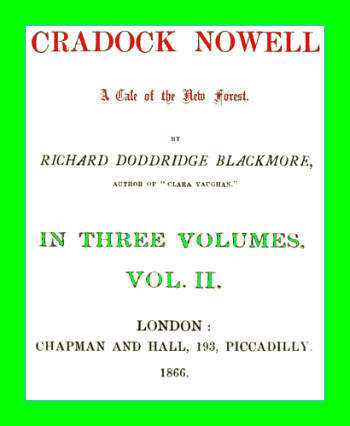 CRADOCK NOWELL
A Tale of the New Forest.
BY
RICHARD DODDRIDGE BLACKMORE,
AUTHOR OF "CLARA VAUGHAN."
IN THREE VOLUMES.
VOL. II.
LONDON:
CHAPMAN AND HALL, 193, PICCADILLY.
1866.